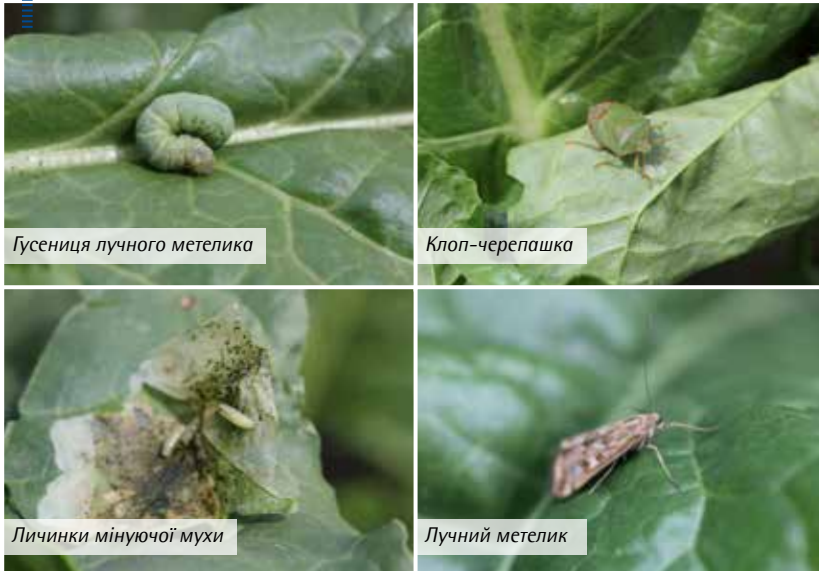 Гусениця лучного метелика
Клоп-черепашка
Личинки мінуючої мухи
Лучний метелик